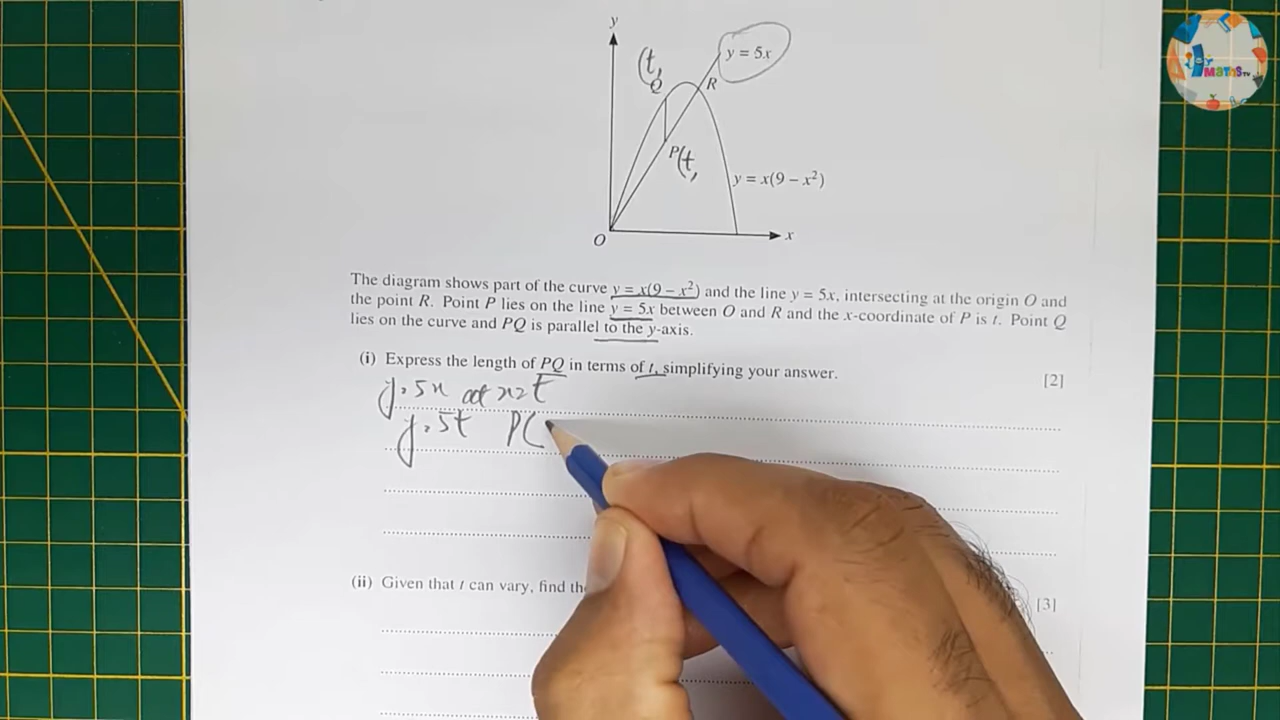 y
y = 5x
(t,
Q
R
P(t,
y = x(9 − x²)
O
x
MATHS TV
The diagram shows part of the curve y = x(9 − x²) and the line y = 5x, intersecting at the origin O and
the point R. Point P lies on the line y = 5x between O and R and the x-coordinate of P is t. Point Q
lies on the curve and PQ is parallel to the y-axis.
(i) Express the length of PQ in terms of t, simplifying your answer. [2]
y = 5x at x = t
y = 5t P(
(ii) Given that t can vary, find the [3]